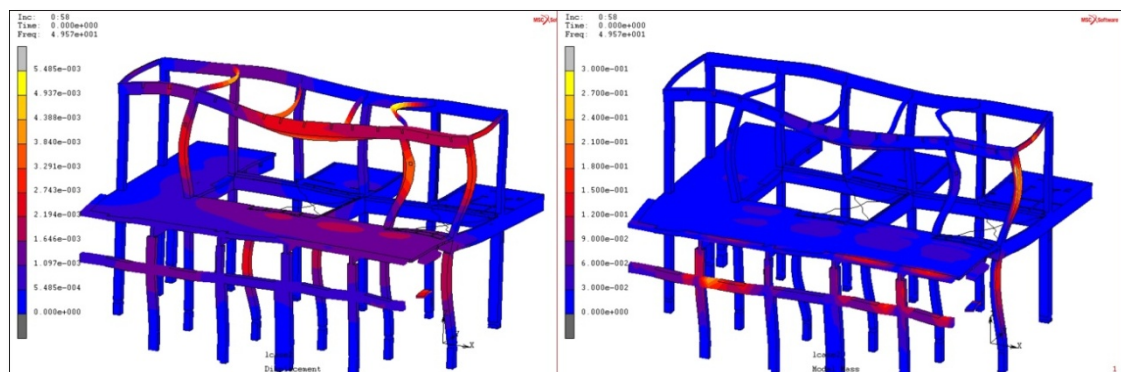 Inc: 0:58
Time: 0.000e+000
Freq: 4.957e+001
5.485e-003
4.937e-003
4.388e-003
3.840e-003
3.291e-003
2.743e-003
2.194e-003
1.646e-003
1.097e-003
5.485e-004
0.000e+000
X
Displacement
Inc: 0:58
Time: 0.000e+000
Freq: 4.957e+001
MSC Software
3.000e-001
2.700e-001
2.400e-001
2.100e-001
1.800e-001
1.500e-001
1.200e-001
9.000e-002
6.000e-002
3.000e-002
0.000e+000
X
1